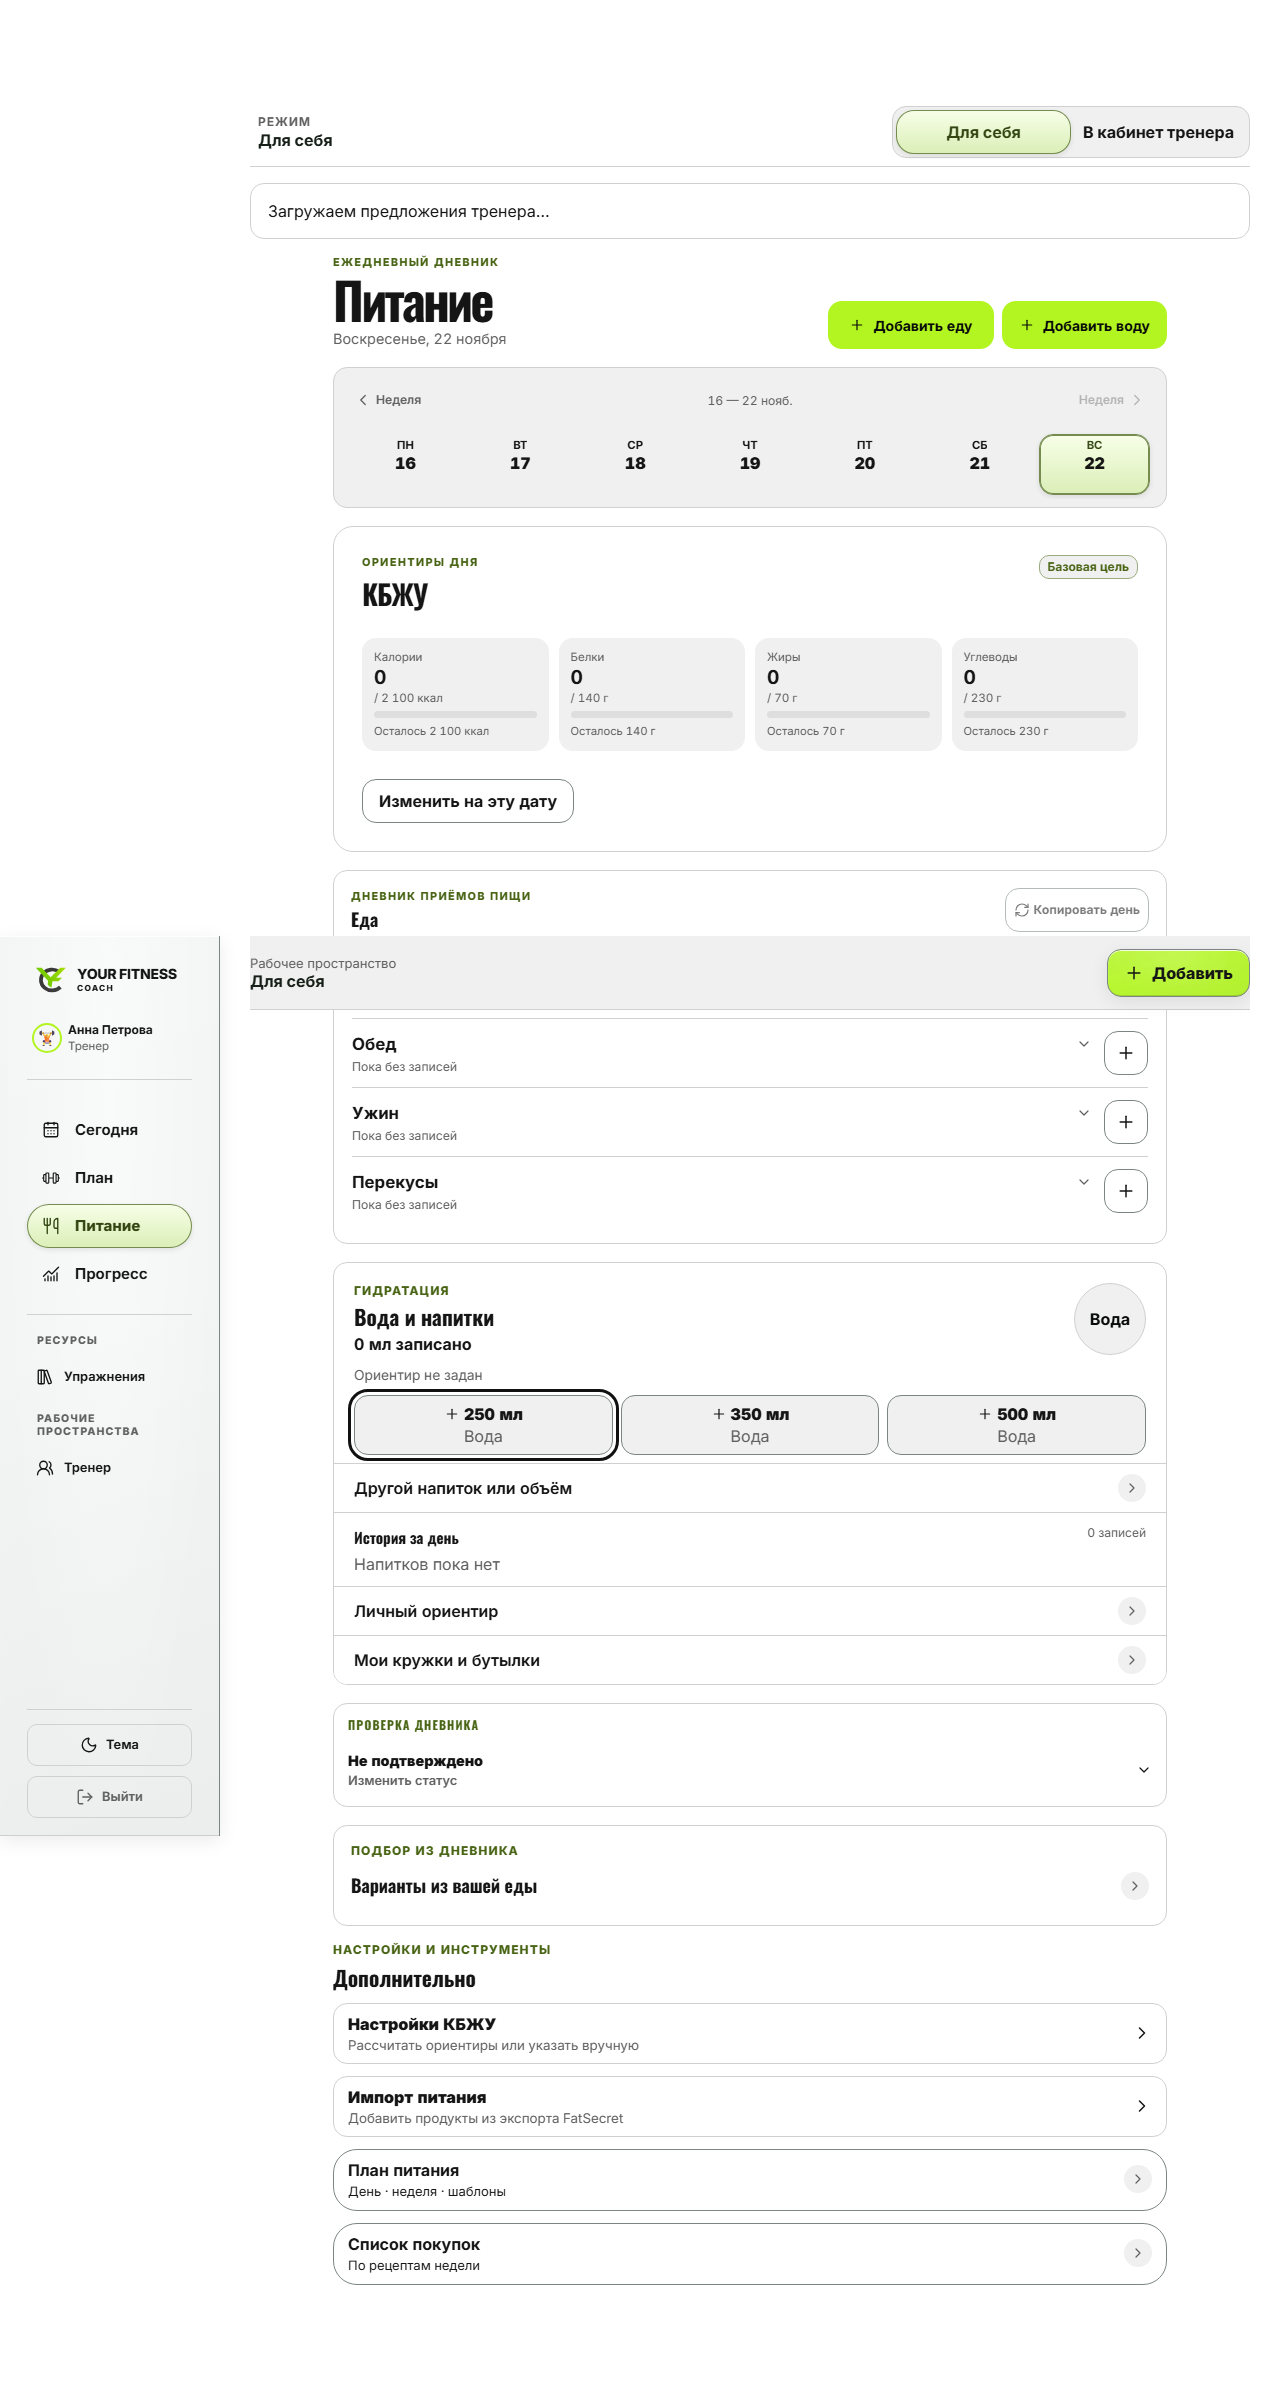 РЕЖИМ
Для себя
Для себя
В кабинет тренера
Загружаем предложения тренера...
ЕЖЕДНЕВНЫЙ ДНЕВНИК
Питание
Воскресенье, 22 ноября
Добавить еду
Добавить воду
Неделя
16 — 22 нояб.
Неделя
ПН
16
ВТ
17
СР
18
ЧТ
19
ПТ
20
СБ
21
ВС
22
ОРИЕНТИРЫ ДНЯ
КБЖУ
Базовая цель
Калории
0
/ 2 100 ккал
Осталось 2 100 ккал
Белки
0
/ 140 г
Осталось 140 г
Жиры
0
/ 70 г
Осталось 70 г
Углеводы
0
/ 230 г
Осталось 230 г
Изменить на эту дату
ДНЕВНИК ПРИЁМОВ ПИЩИ
Еда
Копировать день
Рабочее пространство
Для себя
Добавить
Обед
Пока без записей
Ужин
Пока без записей
Перекусы
Пока без записей
ГИДРАТАЦИЯ
Вода и напитки
0 мл записано
Ориентир не задан
Вода
250 мл
Вода
350 мл
Вода
500 мл
Вода
Другой напиток или объём
История за день
0 записей
Напитков пока нет
Личный ориентир
Мои кружки и бутылки
ПРОВЕРКА ДНЕВНИКА
Не подтверждено
Изменить статус
ПОДБОР ИЗ ДНЕВНИКА
Варианты из вашей еды
НАСТРОЙКИ И ИНСТРУМЕНТЫ
Дополнительно
Настройки КБЖУ
Рассчитать ориентиры или указать вручную
Импорт питания
Добавить продукты из экспорта FatSecret
План питания
День · неделя · шаблоны
Список покупок
По рецептам недели
YOUR FITNESS
COACH
Анна Петрова
Тренер
Сегодня
План
Питание
Прогресс
РЕСУРСЫ
Упражнения
РАБОЧИЕ
ПРОСТРАНСТВА
Тренер
Тема
Выйти